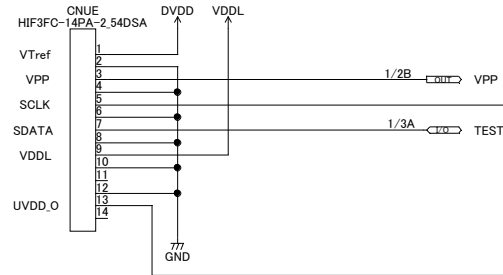 CNUE DVDD VDDL
HIF3FC-14PA-2_54DSA
VTref 1
2
VPP 3 1/2B OUT VPP
4
SCLK 5
6
SDATA 7 1/3A I/O TEST
8
VDDL 9
10
11
12
UVDD_O 13
14
GND